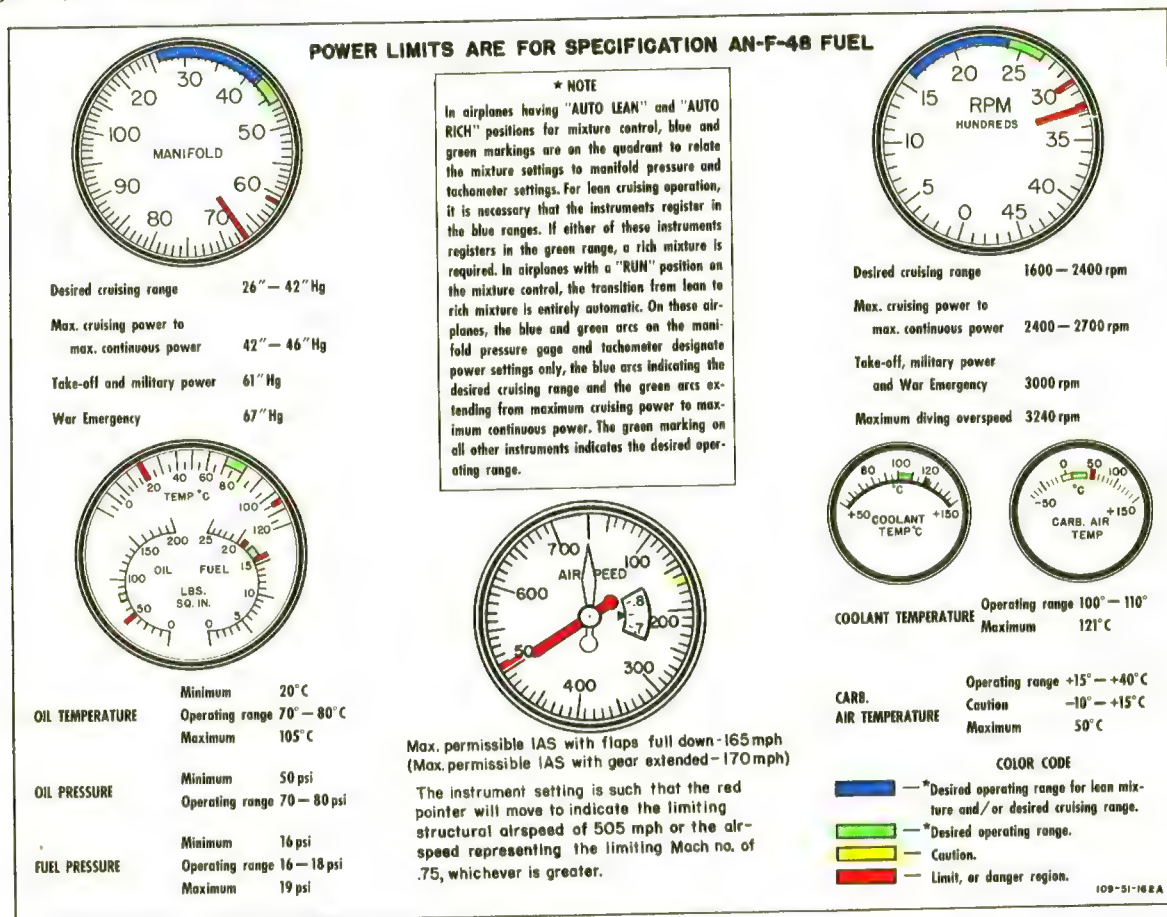 POWER LIMITS ARE FOR SPECIFICATION AN-F-48 FUEL
20
30
40
50
60
70
80
90
100
MANIFOLD
Desired cruising range 26"—42"Hg
Max. cruising power to
max. continuous power 42"—46"Hg
Take-off and military power 61"Hg
War Emergency 67"Hg
* NOTE
In airplanes having "AUTO LEAN" and "AUTO
RICH" positions for mixture control, blue and
green markings are on the quadrant to relate
the mixture settings to manifold pressure and
tachometer settings. For lean cruising operation,
it is necessary that the instruments register in
the blue ranges. If either of these instruments
registers in the green range, a rich mixture is
required. In airplanes with a "RUN" position on
the mixture control, the transition from lean to
rich mixture is entirely automatic. On these air-
planes, the blue and green arcs on the mani-
fold pressure gage and tachometer designate
power settings only, the blue arcs indicating the
desired cruising range and the green arcs ex-
tending from maximum cruising power to max-
imum continuous power. The green marking on
all other instruments indicates the desired oper-
ating range.
0
5
10
15
20
25
30
35
40
45
RPM
HUNDREDS
Desired cruising range 1600—2400 rpm
Max. cruising power to
max. continuous power 2400—2700 rpm
Take-off, military power
and War Emergency 3000 rpm
Maximum diving overspeed 3240 rpm
0
20
40
60
80
100
120
TEMP °C
0
50
100
150
200
OIL
25
20
15
10
5
0
FUEL
LBS.
SQ. IN.
OIL TEMPERATURE
Minimum 20°C
Operating range 70°—80°C
Maximum 105°C
OIL PRESSURE
Minimum 50 psi
Operating range 70—80 psi
FUEL PRESSURE
Minimum 16 psi
Operating range 16—18 psi
Maximum 19 psi
700
100
AIR SPEED
600
.8
.7
200
50
300
400
Max. permissible IAS with flaps full down-165 mph
(Max. permissible IAS with gear extended-170 mph)
The instrument setting is such that the red
pointer will move to indicate the limiting
structural airspeed of 505 mph or the air-
speed representing the limiting Mach no. of
.75, whichever is greater.
80
100
120
°C
+50
+150
COOLANT
TEMP°C
0
50
100
-50
°C
+150
CARB. AIR
TEMP
COOLANT TEMPERATURE
Operating range 100°—110°
Maximum 121°C
CARB.
AIR TEMPERATURE
Operating range +15°—+40°C
Caution -10°—+15°C
Maximum 50°C
COLOR CODE
—*Desired operating range for lean mix-
ture and/or desired cruising range.
—*Desired operating range.
— Caution.
— Limit, or danger region.
109-51-168A